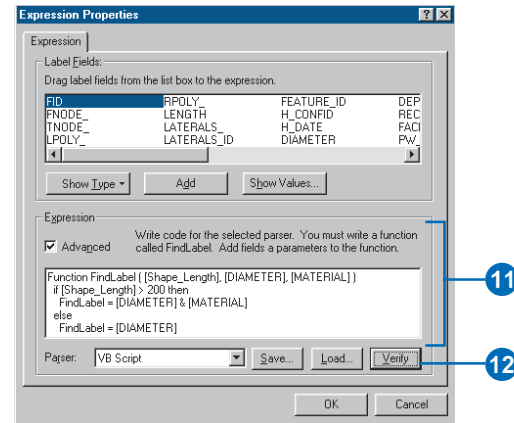 Expression Properties
Expression
Label Fields:
Drag label fields from the list box to the expression.
FID RPOLY_ FEATURE_ID DEP
FNODE_ LENGTH H_CONFID REC
TNODE_ LATERALS_ H_DATE FACI
LPOLY_ LATERALS_ID DIAMETER PW_
Show Type Add Show Values...
Expression
Advanced
Write code for the selected parser. You must write a function
called FindLabel. Add fields a parameters to the function.
Function FindLabel ( [Shape_Length], [DIAMETER], [MATERIAL] )
if [Shape_Length] > 200 then
FindLabel = [DIAMETER] & [MATERIAL]
else
FindLabel = [DIAMETER]
11
Parser: VB Script Save... Load... Verify
12
OK Cancel